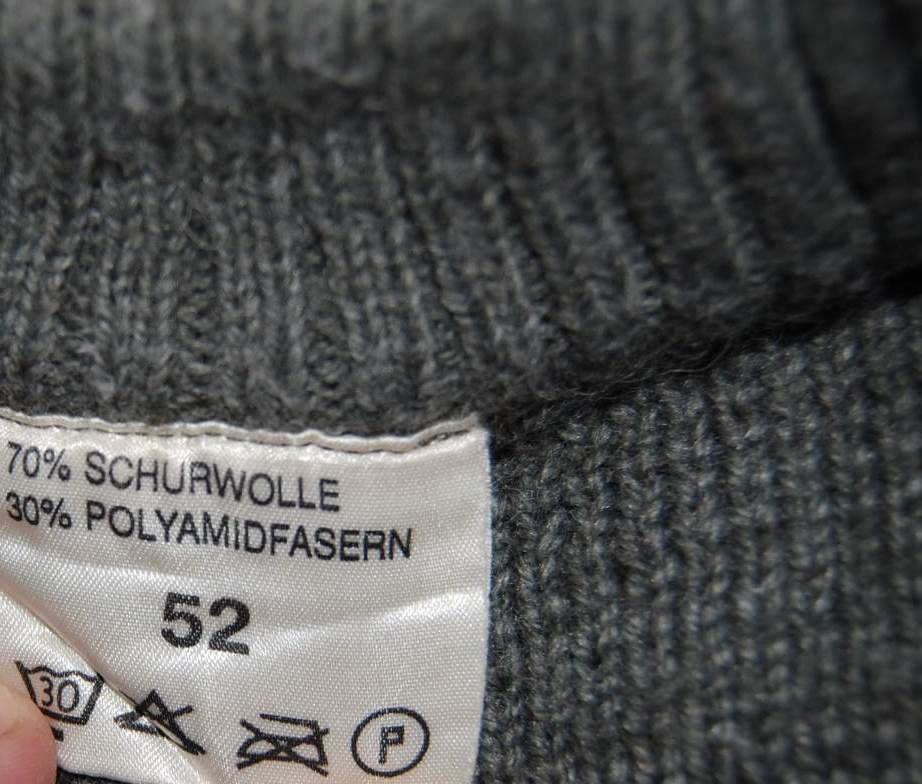 70% SCHURWOLLE
30% POLYAMIDFASERN
52
30 P